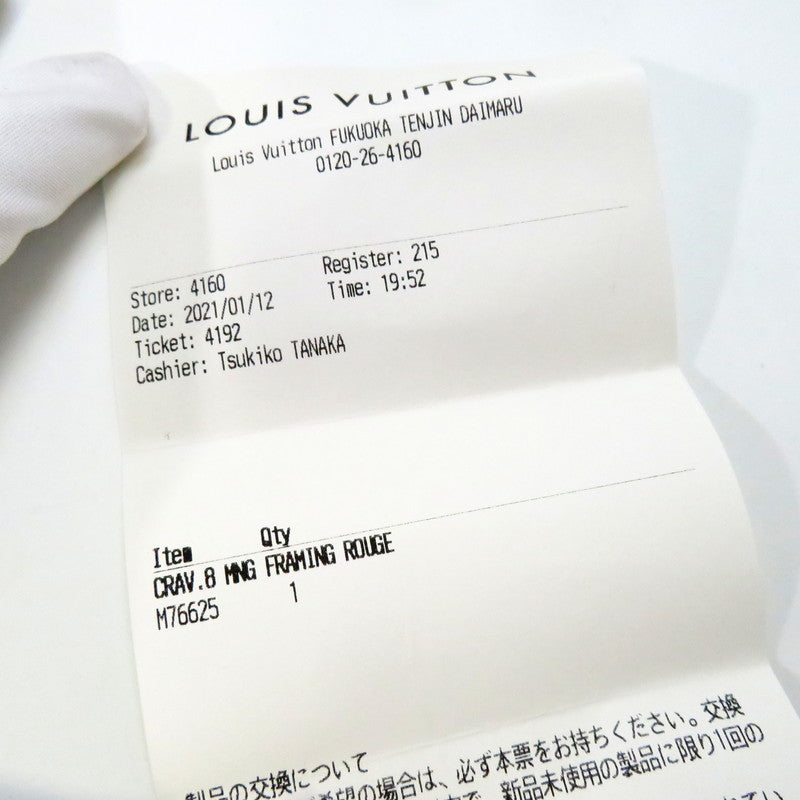 LOUIS VUITTON
Louis Vuitton FUKUOKA TENJIN DAIMARU
0120-26-4160
Store: 4160 Register: 215
Date: 2021/01/12 Time: 19:52
Ticket: 4192
Cashier: Tsukiko TANAKA
Item Qty
CRAV.8 MNG FRAMING ROUGE
M76625 1
製品の交換について
希望の場合は、必ず本票をお持ちください。交換
新品未使用の製品に限り1回の